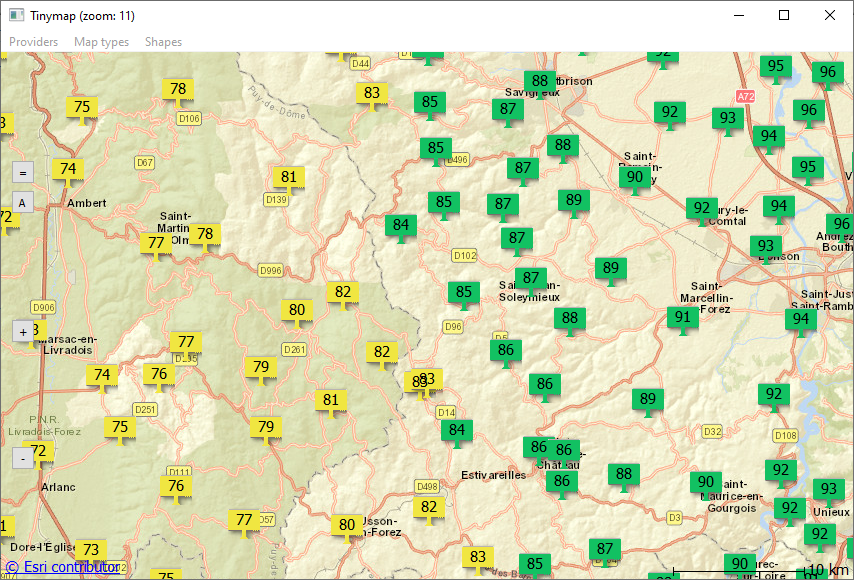 Tinymap (zoom: 11)
Providers Map types Shapes
D44
92
95
96
78
83
88
Savigneux
85
87
A72
75
D106
Puy-de-Dôme
92
93
96
94
88
85
D496
Saint-
D67
74
=
81
87
90
95
A
Ambert
D139
85
87
89
92
ury-le-
Comtal
94
96
Saint-
Martin
78
77
84
87
93
D996
D102
89
87
Soleymieux
82
85
Saint-
Marcellin-
-Forez
Saint-Just
Saint-Ramb
D906
80
88
91
94
+
Marsac-en-
Livradois
77
D96
D261
82
86
79
74
76
83
83
86
92
D251
81
D14
89
P.N.R.
Livradois-Forez
75
79
84
D32
D108
-
72
86
86
Château
D111
Estivareilles
88
92
86
90
Saint-
Maurice-en-
Gourgois
93
Arlanc
76
D498
82
92
Unieux
77
D57
80
Usson-
en-Forez
D3
92
Dore-l'Église
73
83
87
85
90
10 km
© Esri contributor
75